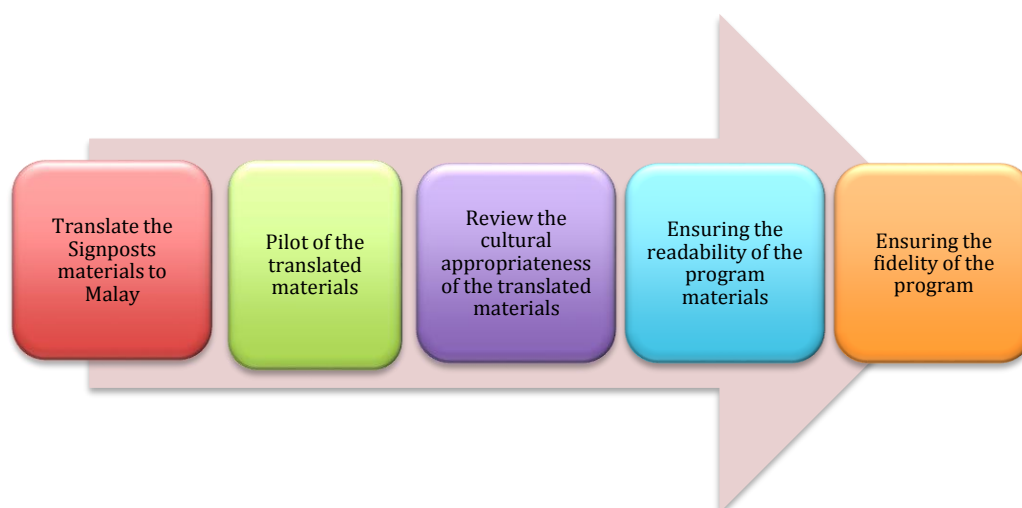 Translate the
Signposts
materials to
Malay
Pilot of the
translated
materials
Review the
cultural
appropriateness
of the translated
materials
Ensuring the
readability of the
program
materials
Ensuring the
fidelity of the
program